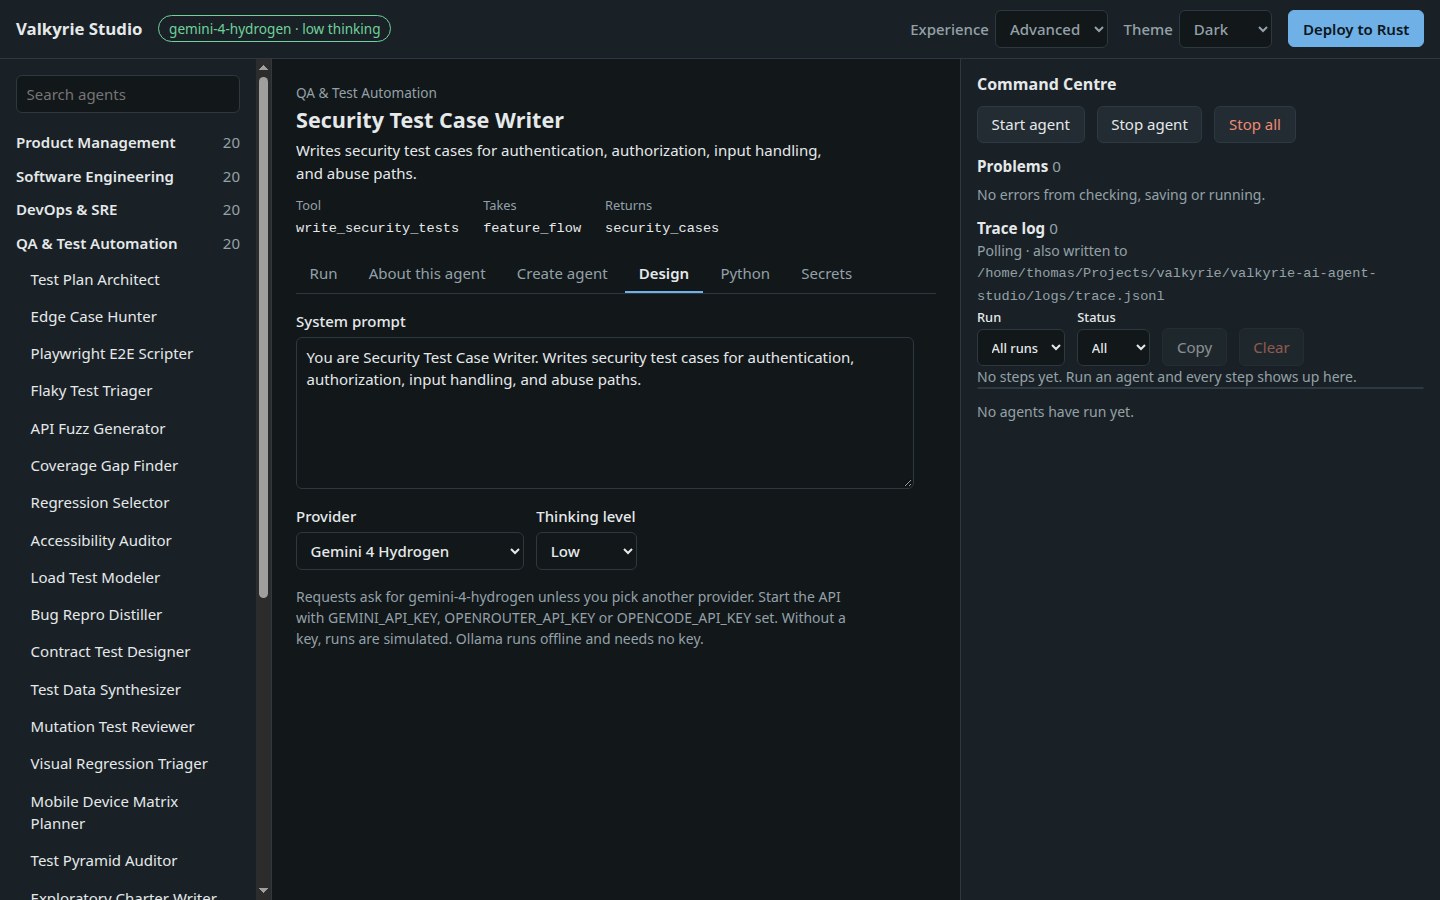 Valkyrie Studio
gemini-4-hydrogen · low thinking
Experience
Advanced
Theme
Dark
Deploy to Rust
Search agents
Product Management 20
Software Engineering 20
DevOps & SRE 20
QA & Test Automation 20
Test Plan Architect
Edge Case Hunter
Playwright E2E Scripter
Flaky Test Triager
API Fuzz Generator
Coverage Gap Finder
Regression Selector
Accessibility Auditor
Load Test Modeler
Bug Repro Distiller
Contract Test Designer
Test Data Synthesizer
Mutation Test Reviewer
Visual Regression Triager
Mobile Device Matrix
Planner
Test Pyramid Auditor
Exploratory Charter Writer
QA & Test Automation
Security Test Case Writer
Writes security test cases for authentication, authorization, input handling,
and abuse paths.
Tool Takes Returns
write_security_tests feature_flow security_cases
Run About this agent Create agent Design Python Secrets
System prompt
You are Security Test Case Writer. Writes security test cases for authentication,
authorization, input handling, and abuse paths.
Provider Thinking level
Gemini 4 Hydrogen Low
Requests ask for gemini-4-hydrogen unless you pick another provider. Start the API
with GEMINI_API_KEY, OPENROUTER_API_KEY or OPENCODE_API_KEY set. Without a
key, runs are simulated. Ollama runs offline and needs no key.
Command Centre
Start agent Stop agent Stop all
Problems 0
No errors from checking, saving or running.
Trace log 0
Polling · also written to
/home/thomas/Projects/valkyrie/valkyrie-ai-agent-
studio/logs/trace.jsonl
Run Status
All runs All Copy Clear
No steps yet. Run an agent and every step shows up here.
No agents have run yet.